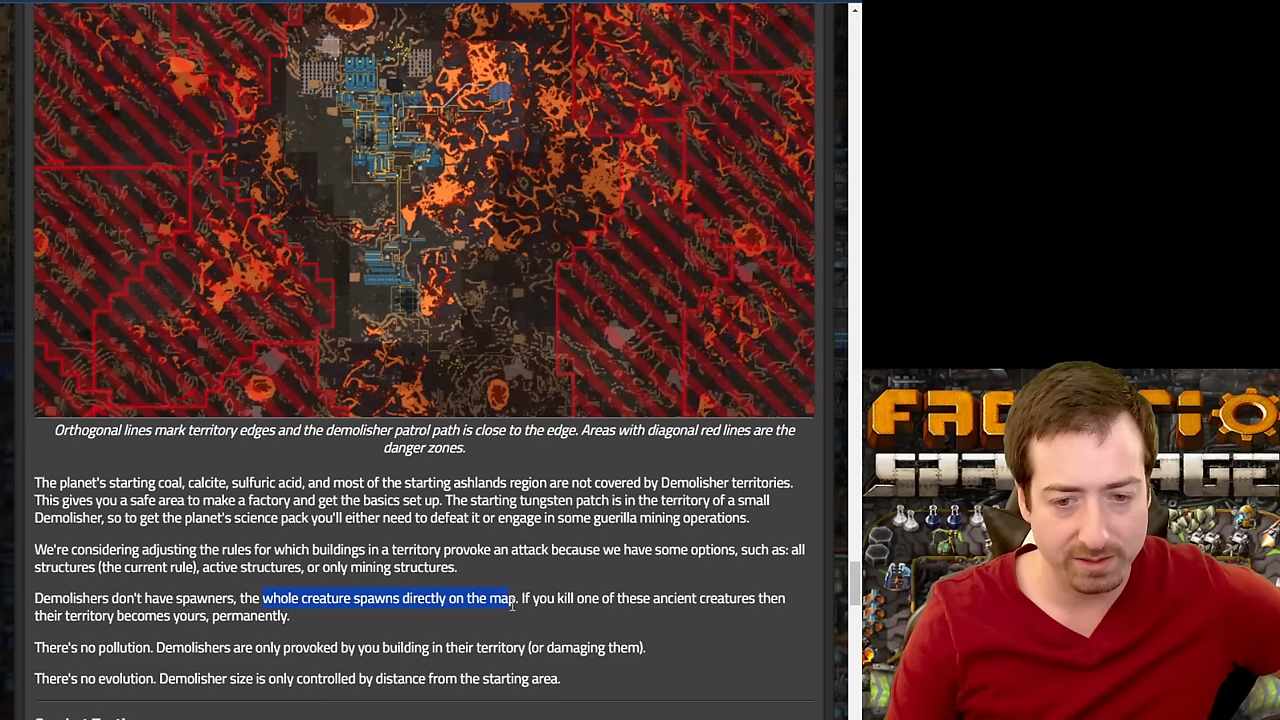 Orthogonal lines mark territory edges and the demolisher patrol path is close to the edge. Areas with diagonal red lines are the
danger zones.
The planet's starting coal, calcite, sulfuric acid, and most of the starting ashlands region are not covered by Demolisher territories.
This gives you a safe area to make a factory and get the basics set up. The starting tungsten patch is in the territory of a small
Demolisher, so to get the planet's science pack you'll either need to defeat it or engage in some guerilla mining operations.
We're considering adjusting the rules for which buildings in a territory provoke an attack because we have some options, such as: all
structures (the current rule), active structures, or only mining structures.
Demolishers don't have spawners, the whole creature spawns directly on the map. If you kill one of these ancient creatures then
their territory becomes yours, permanently.
There's no pollution. Demolishers are only provoked by you building in their territory (or damaging them).
There's no evolution. Demolisher size is only controlled by distance from the starting area.